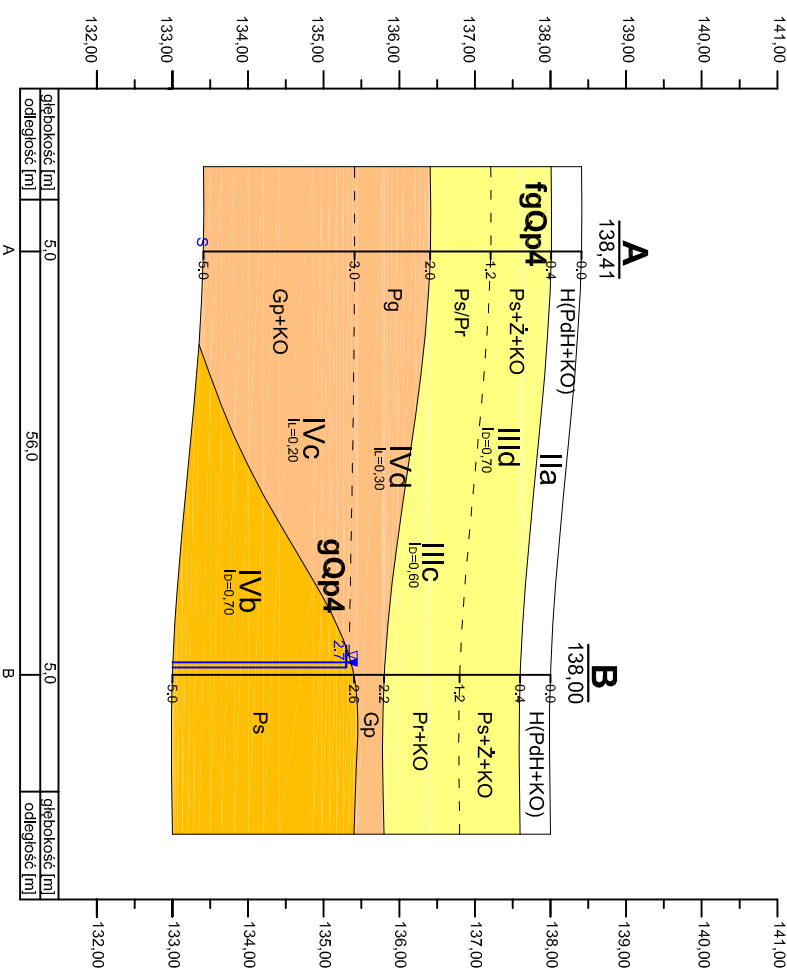 141,00
140,00
139,00
138,00
137,00
136,00
135,00
134,00
133,00
132,00
A
138,41
B
138,00
0.0
0.4
1.2
2.0
3.0
5.0
S
H(PdH+KO)
Ps+Ż+KO
Ps/Pr
Pg
Gp+KO
fgQp4
IIa
IIId
ID=0,70
IIIc
ID=0,60
IVd
IL=0,30
IVc
IL=0,20
gQp4
IVb
ID=0,70
0.0
0.4
1.2
2.2
2.6
5.0
2.7
H(PdH+KO)
Ps+Ż+KO
Pr+KO
Gp
Ps
141,00
140,00
139,00
138,00
137,00
136,00
135,00
134,00
133,00
132,00
głębokość [m] 5,0 5,0 głębokość [m]
odległość [m] 56,0 odległość [m]
A B